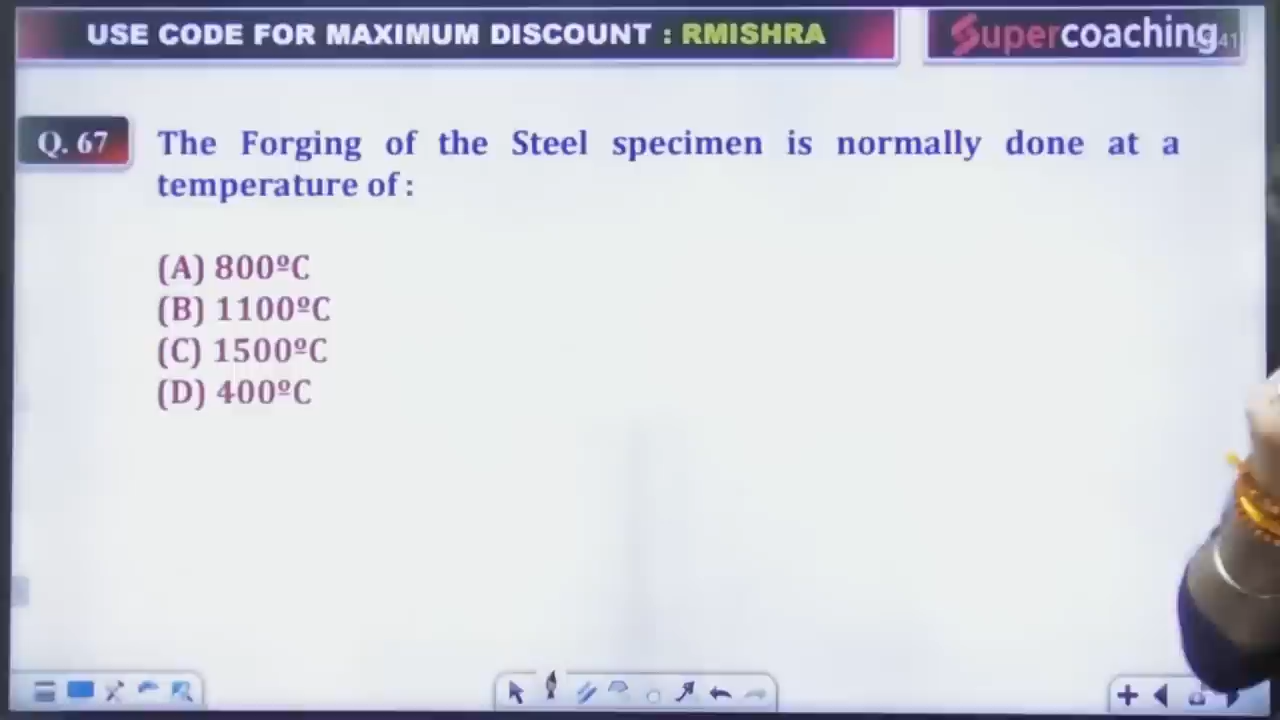 USE CODE FOR MAXIMUM DISCOUNT : RMISHRA
Supercoaching
Q. 67
The Forging of the Steel specimen is normally done at a
temperature of :
(A) 800ºC
(B) 1100ºC
(C) 1500ºC
(D) 400ºC